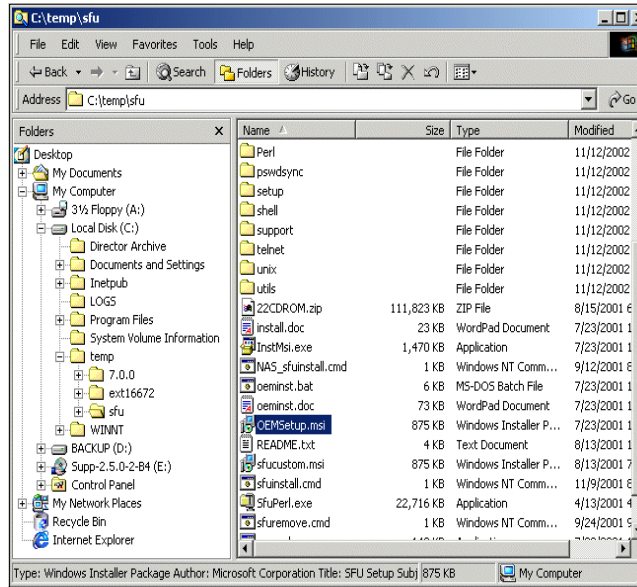 C:\temp\sfu
File Edit View Favorites Tools Help
Back Search Folders History
Address C:\temp\sfu Go
Folders x
Desktop
My Documents
My Computer
3½ Floppy (A:)
Local Disk (C:)
Director Archive
Documents and Settings
Inetpub
LOGS
Program Files
System Volume Information
temp
7.0.0
ext16672
sfu
WINNT
BACKUP (D:)
Supp-2.5.0-2-B4 (E:)
Control Panel
My Network Places
Recycle Bin
Internet Explorer
Name Size Type Modified
Perl File Folder 11/12/2002
pswdsync File Folder 11/12/2002
setup File Folder 11/12/2002
shell File Folder 11/12/2002
support File Folder 11/12/2002
telnet File Folder 11/12/2002
unix File Folder 11/12/2002
utils File Folder 11/12/2002
22CDROM.zip 111,823 KB ZIP File 8/15/2001 6
install.doc 23 KB WordPad Document 7/23/2001 1
InstMsi.exe 1,470 KB Application 7/23/2001 1
NAS_sfuinstall.cmd 1 KB Windows NT Comm... 9/12/2001 8
oeminst.bat 6 KB MS-DOS Batch File 7/23/2001 1
oeminst.doc 73 KB WordPad Document 7/23/2001 1
OEMSetup.msi 875 KB Windows Installer P... 7/23/2001 1
README.txt 4 KB Text Document 8/13/2001 1
sfucustom.msi 875 KB Windows Installer P... 8/13/2001 7
sfuinstall.cmd 1 KB Windows NT Comm... 11/9/2001 8
SfuPerl.exe 22,716 KB Application 4/13/2001 4
sfuremove.cmd 1 KB Windows NT Comm... 9/24/2001 9
Type: Windows Installer Package Author: Microsoft Corporation Title: SFU Setup Subj 875 KB My Computer